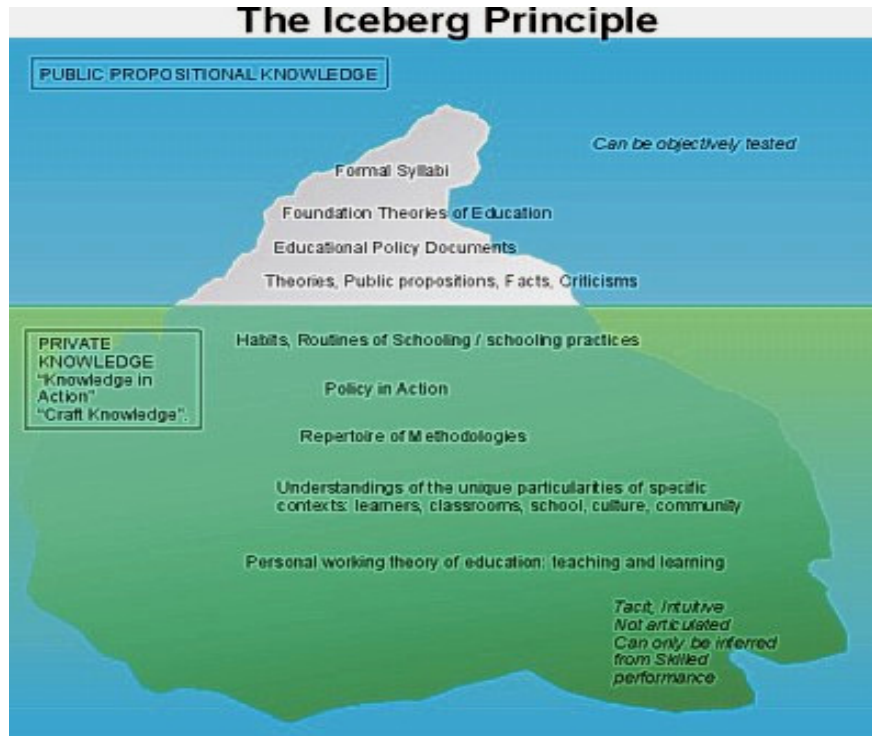 The Iceberg Principle
PUBLIC PROPOSITIONAL KNOWLEDGE
Can be objectively tested
Formal Syllabi
Foundation Theories of Education
Educational Policy Documents
Theories, Public propositions, Facts, Criticisms
PRIVATE
KNOWLEDGE
“Knowledge in
Action”
“Craft Knowledge”.
Habits, Routines of Schooling / schooling practices
Policy in Action
Repertoire of Methodologies
Understandings of the unique particularities of specific
contexts: learners, classrooms, school, culture, community
Personal working theory of education: teaching and learning
Tacit, Intuitive
Not articulated
Can only be inferred
from Skilled
performance